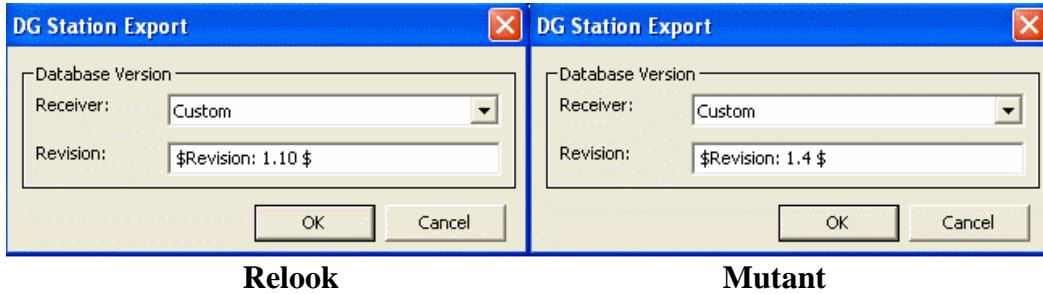 DG Station Export
Database Version
Receiver: Custom
Revision: $Revision: 1.10 $
OK Cancel
Relook
DG Station Export
Database Version
Receiver: Custom
Revision: $Revision: 1.4 $
OK Cancel
Mutant